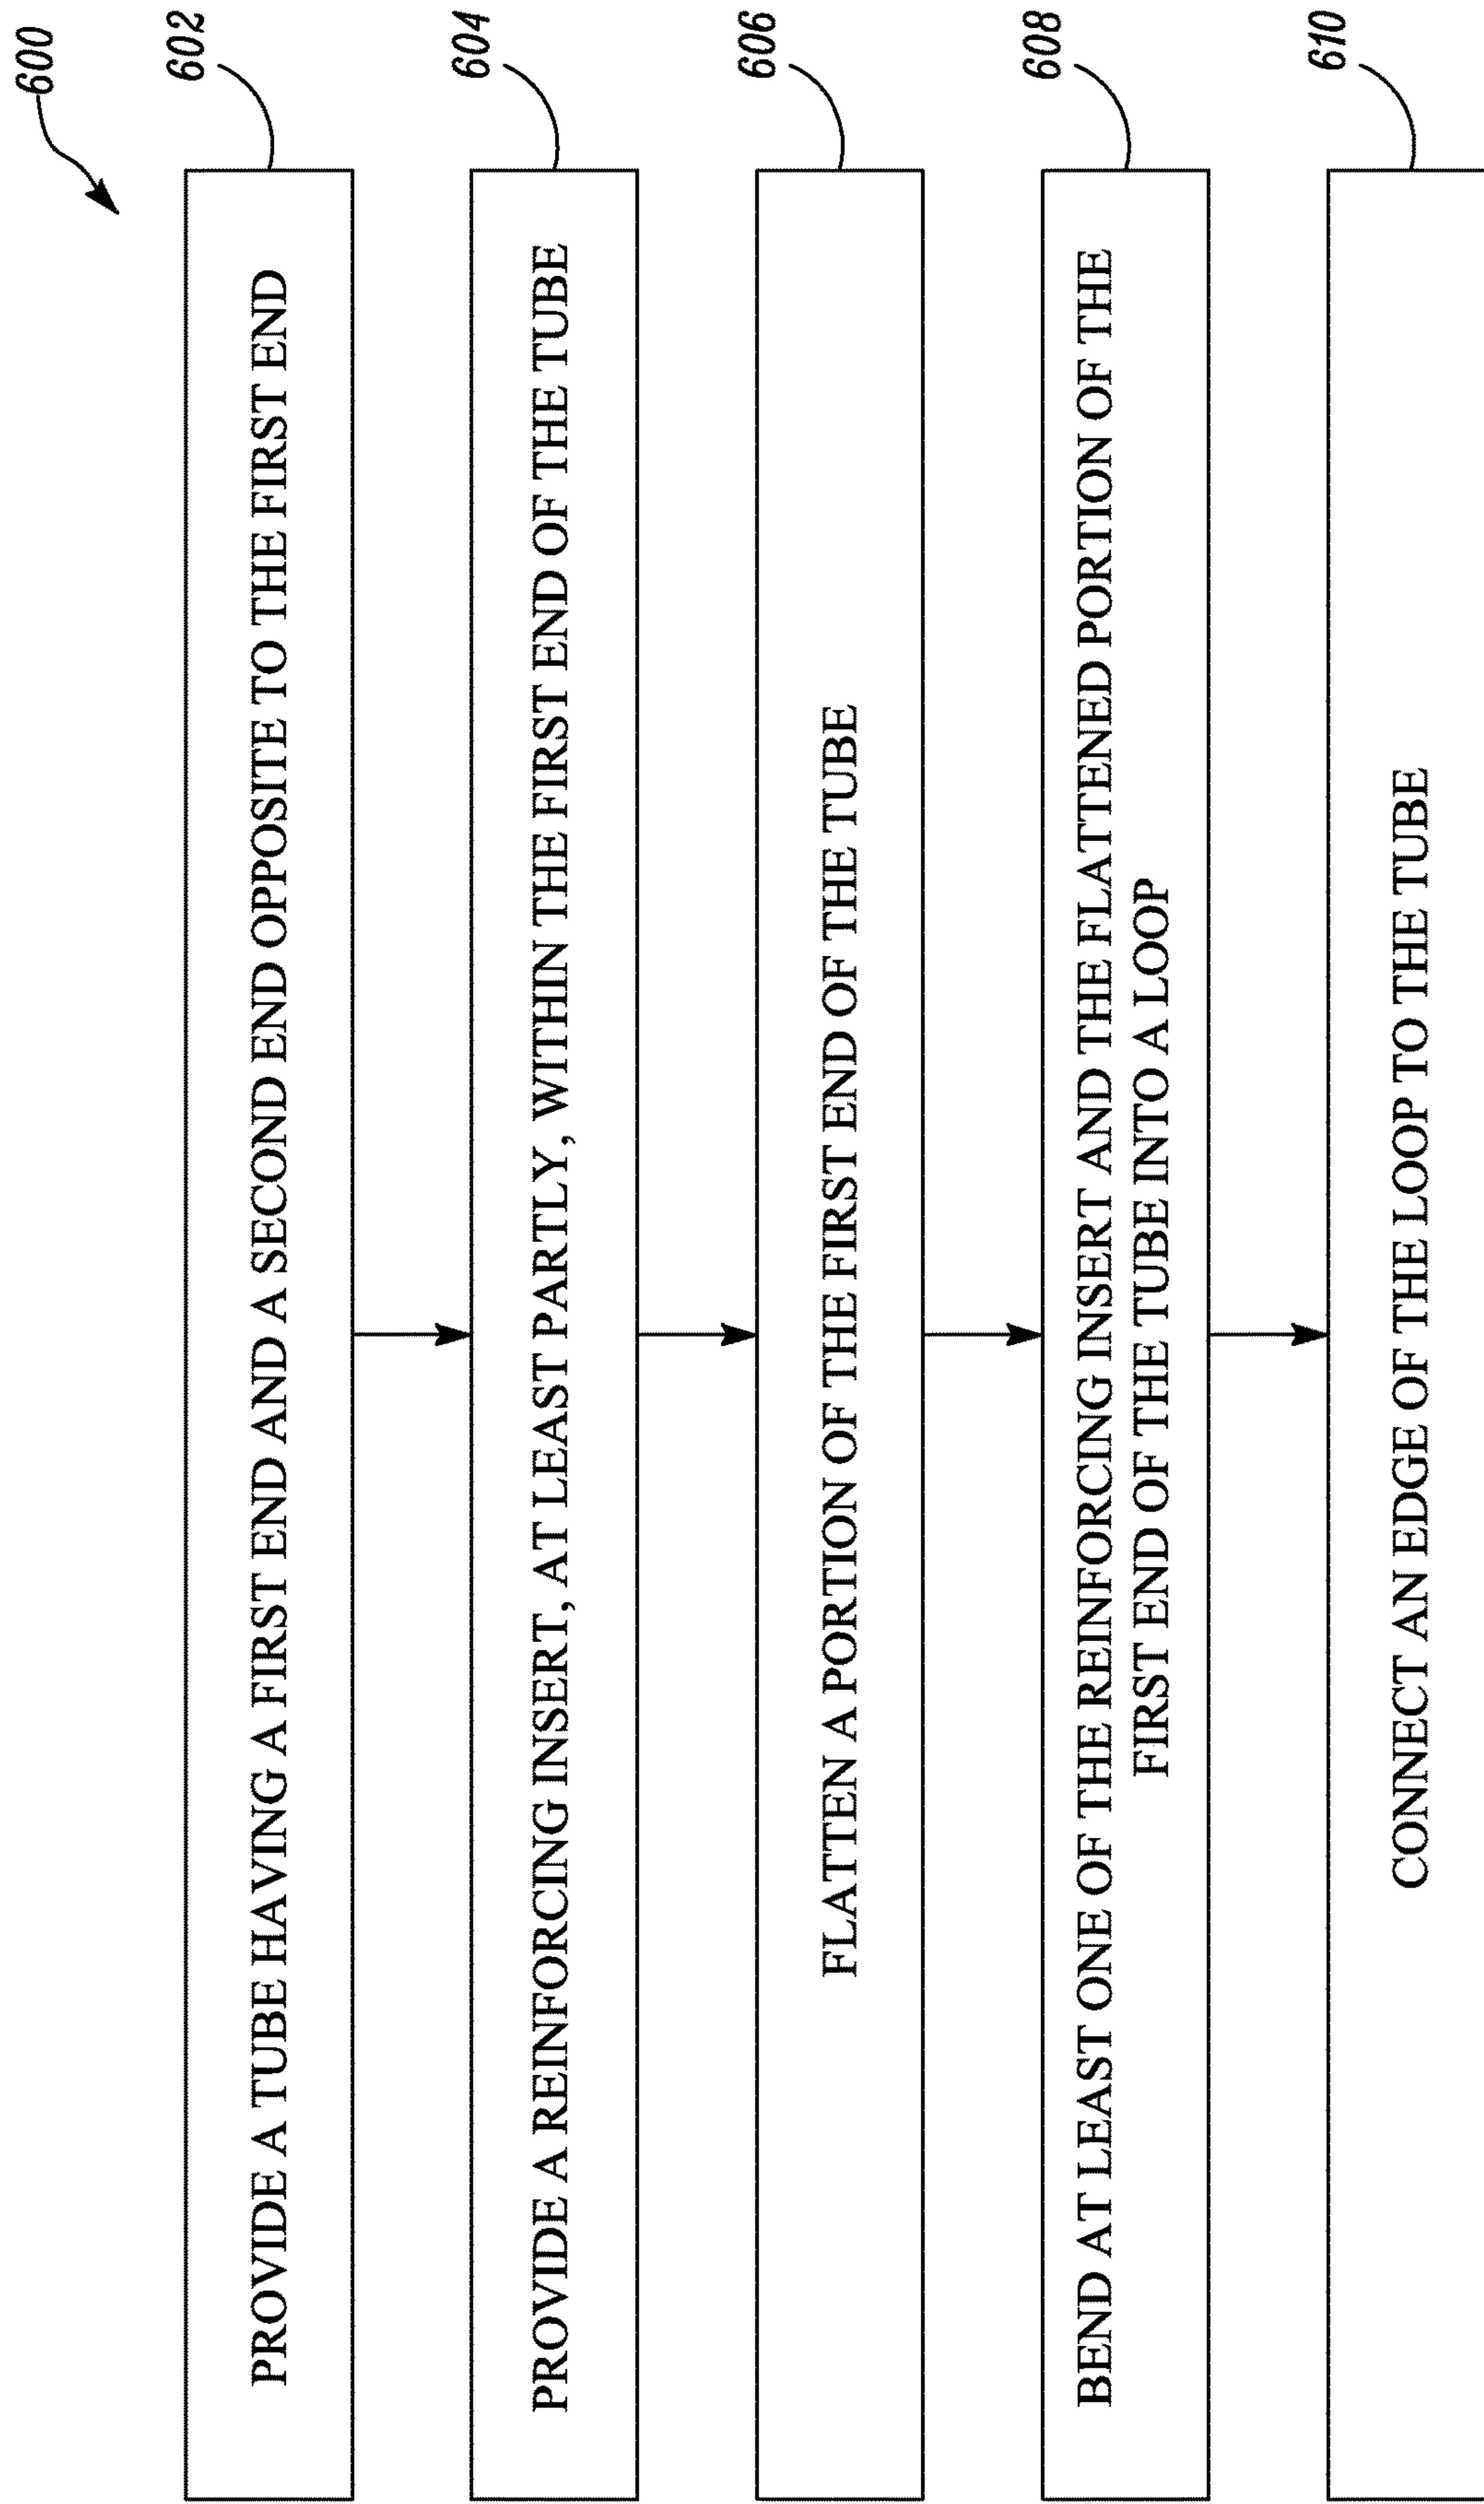 600
602
PROVIDE A TUBE HAVING A FIRST END AND A SECOND END OPPOSITE TO THE FIRST END
604
PROVIDE A REINFORCING INSERT, AT LEAST PARTLY, WITHIN THE FIRST END OF THE TUBE
606
FLATTEN A PORTION OF THE FIRST END OF THE TUBE
608
BEND AT LEAST ONE OF THE REINFORCING INSERT AND THE FLATTENED PORTION OF THE
FIRST END OF THE TUBE INTO A LOOP
610
CONNECT AN EDGE OF THE LOOP TO THE TUBE